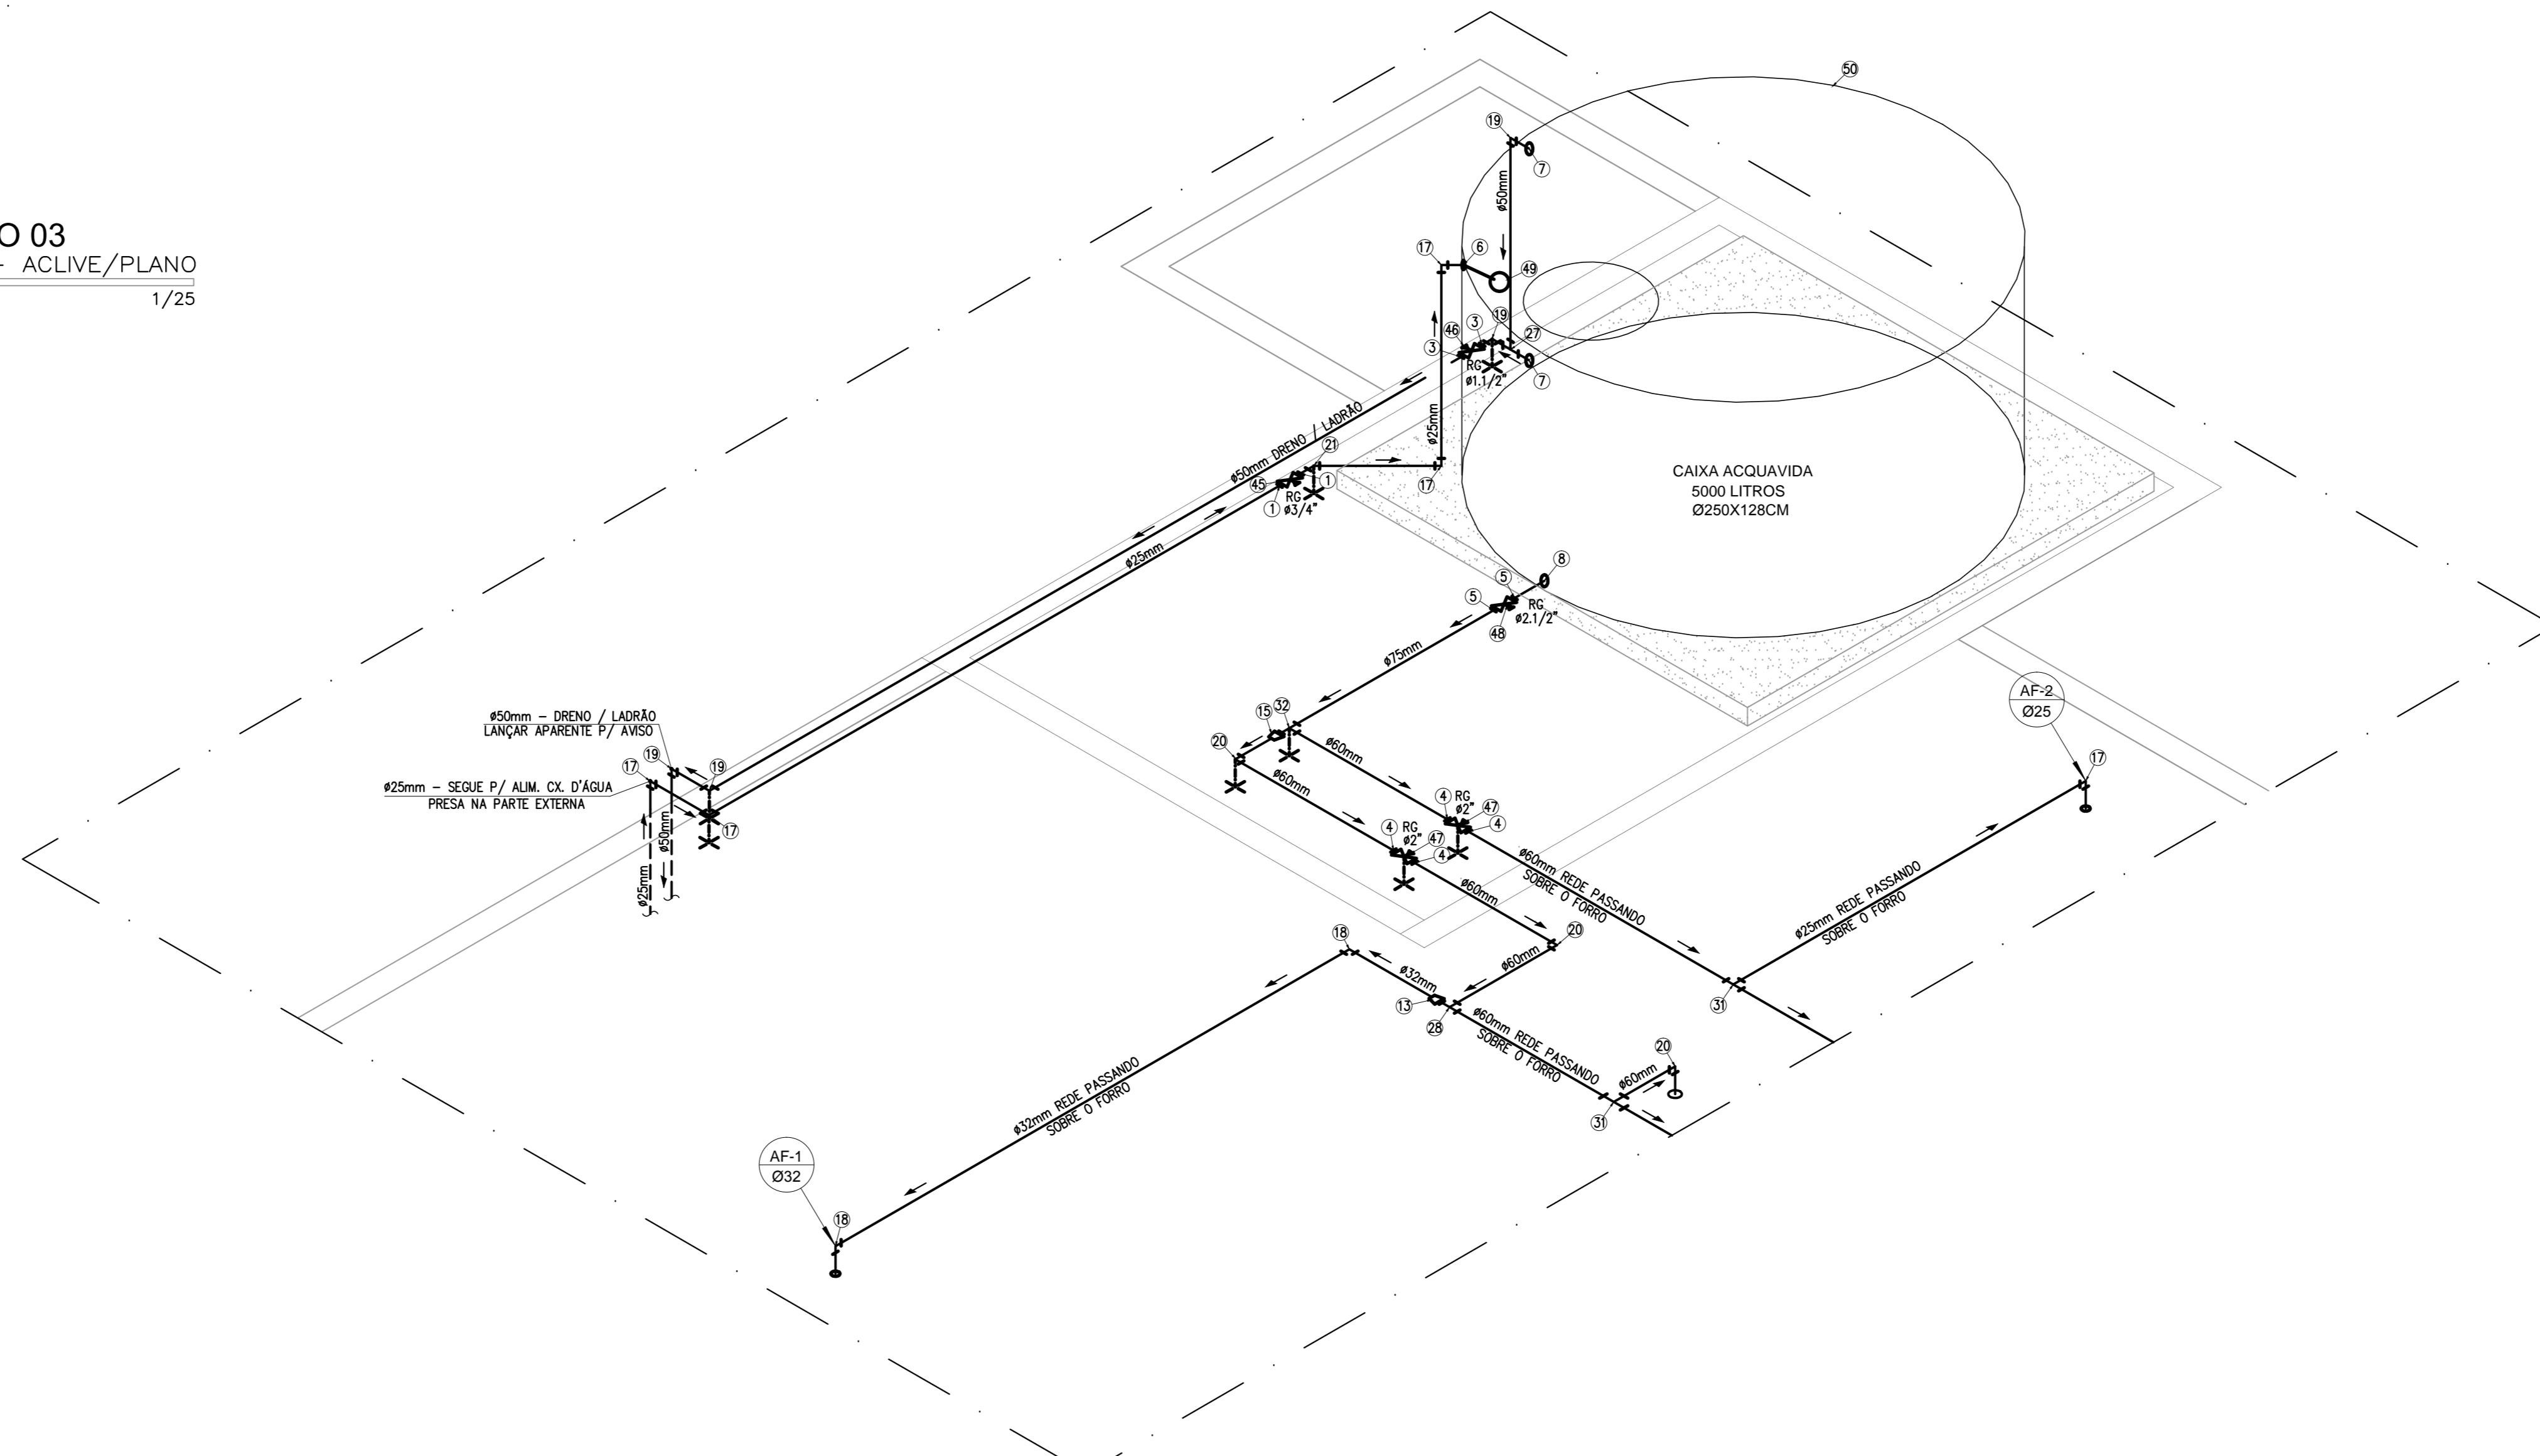 O 03
- ACLIVE/PLANO
1/25
50
19
7
ø50mm
17
6
49
46
3
19
27
3
RG
ø1.1/2"
7
ø25mm
ø50mm DRENO / LADRÃO
21
45
1
17
RG
1
ø3/4"
ø25mm
CAIXA ACQUAVIDA
5000 LITROS
Ø250X128CM
8
5
5
RG
ø2.1/2"
48
ø75mm
AF-2
Ø25
17
ø50mm – DRENO / LADRÃO
LANÇAR APARENTE P/ AVISO
15
32
20
ø60mm
19
19
17
ø25mm – SEGUE P/ ALIM. CX. D'ÁGUA
PRESA NA PARTE EXTERNA
ø60mm
4
RG
ø2"
47
4
17
ø50mm
ø25mm
4
RG
ø2"
47
4
ø60mm REDE PASSANDO
SOBRE O FORRO
ø25mm REDE PASSANDO
SOBRE O FORRO
ø60mm
18
20
ø32mm
ø60mm
13
28
31
ø60mm REDE PASSANDO
SOBRE O FORRO
20
ø60mm
31
ø32mm REDE PASSANDO
SOBRE O FORRO
AF-1
Ø32
18